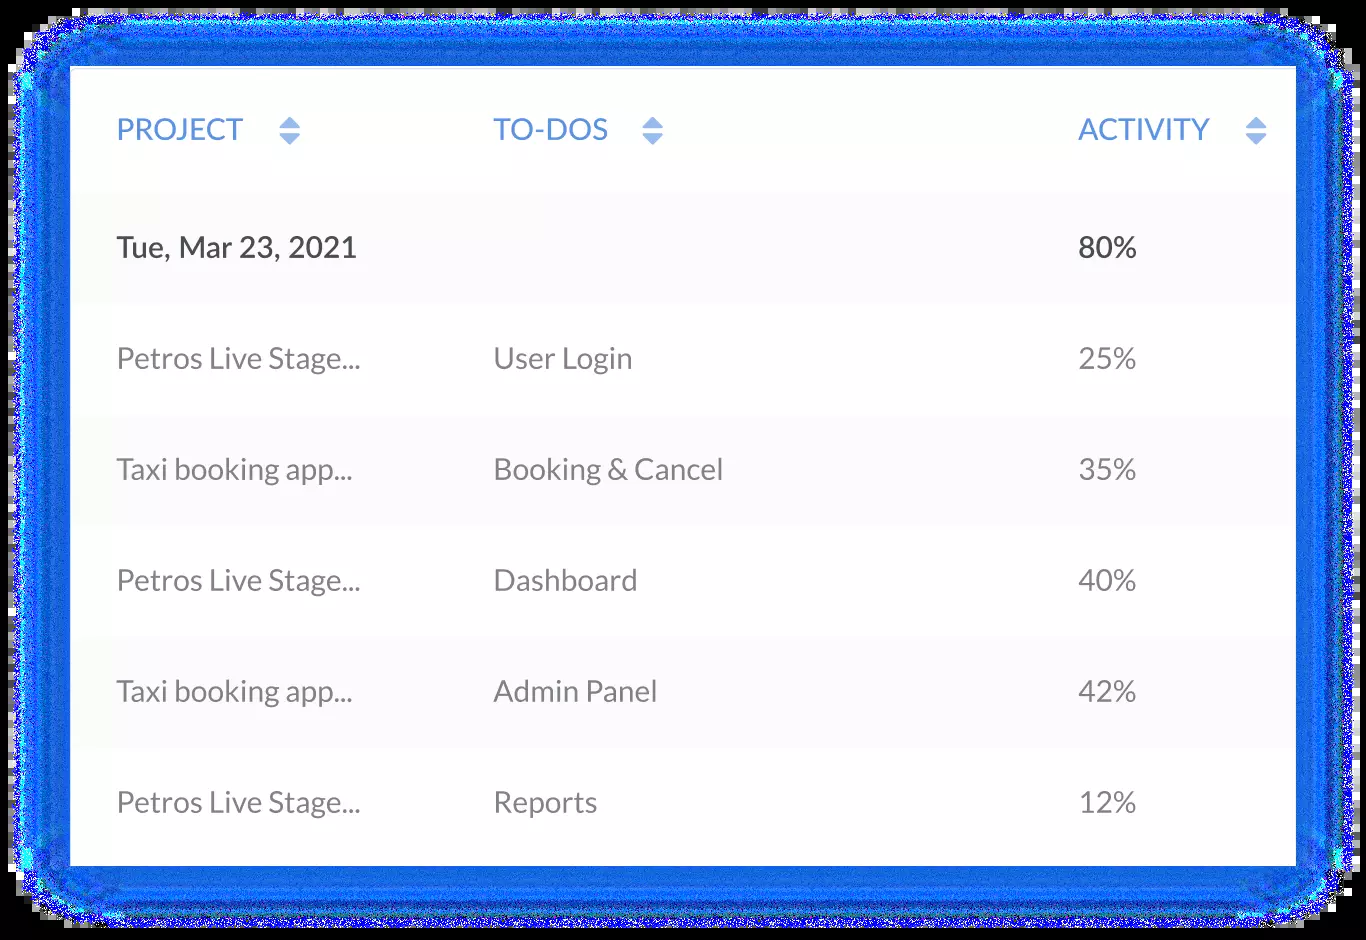 PROJECT TO-DOS ACTIVITY
Tue, Mar 23, 2021 80%
Petros Live Stage... User Login 25%
Taxi booking app... Booking & Cancel 35%
Petros Live Stage... Dashboard 40%
Taxi booking app... Admin Panel 42%
Petros Live Stage... Reports 12%